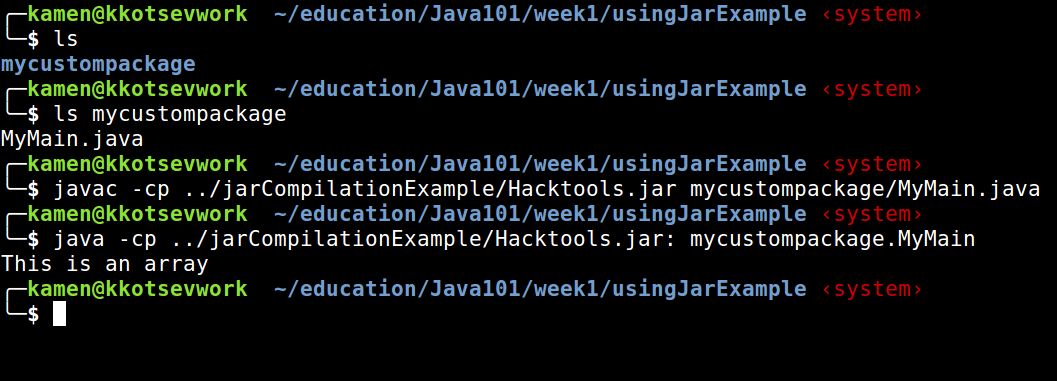 ╭─kamen@kkotsevwork  ~/education/Java101/week1/usingJarExample ‹system›
╰─$ ls
mycustompackage
╭─kamen@kkotsevwork  ~/education/Java101/week1/usingJarExample ‹system›
╰─$ ls mycustompackage
MyMain.java
╭─kamen@kkotsevwork  ~/education/Java101/week1/usingJarExample ‹system›
╰─$ javac -cp ../jarCompilationExample/Hacktools.jar mycustompackage/MyMain.java
╭─kamen@kkotsevwork  ~/education/Java101/week1/usingJarExample ‹system›
╰─$ java -cp ../jarCompilationExample/Hacktools.jar: mycustompackage.MyMain
This is an array
╭─kamen@kkotsevwork  ~/education/Java101/week1/usingJarExample ‹system›
╰─$